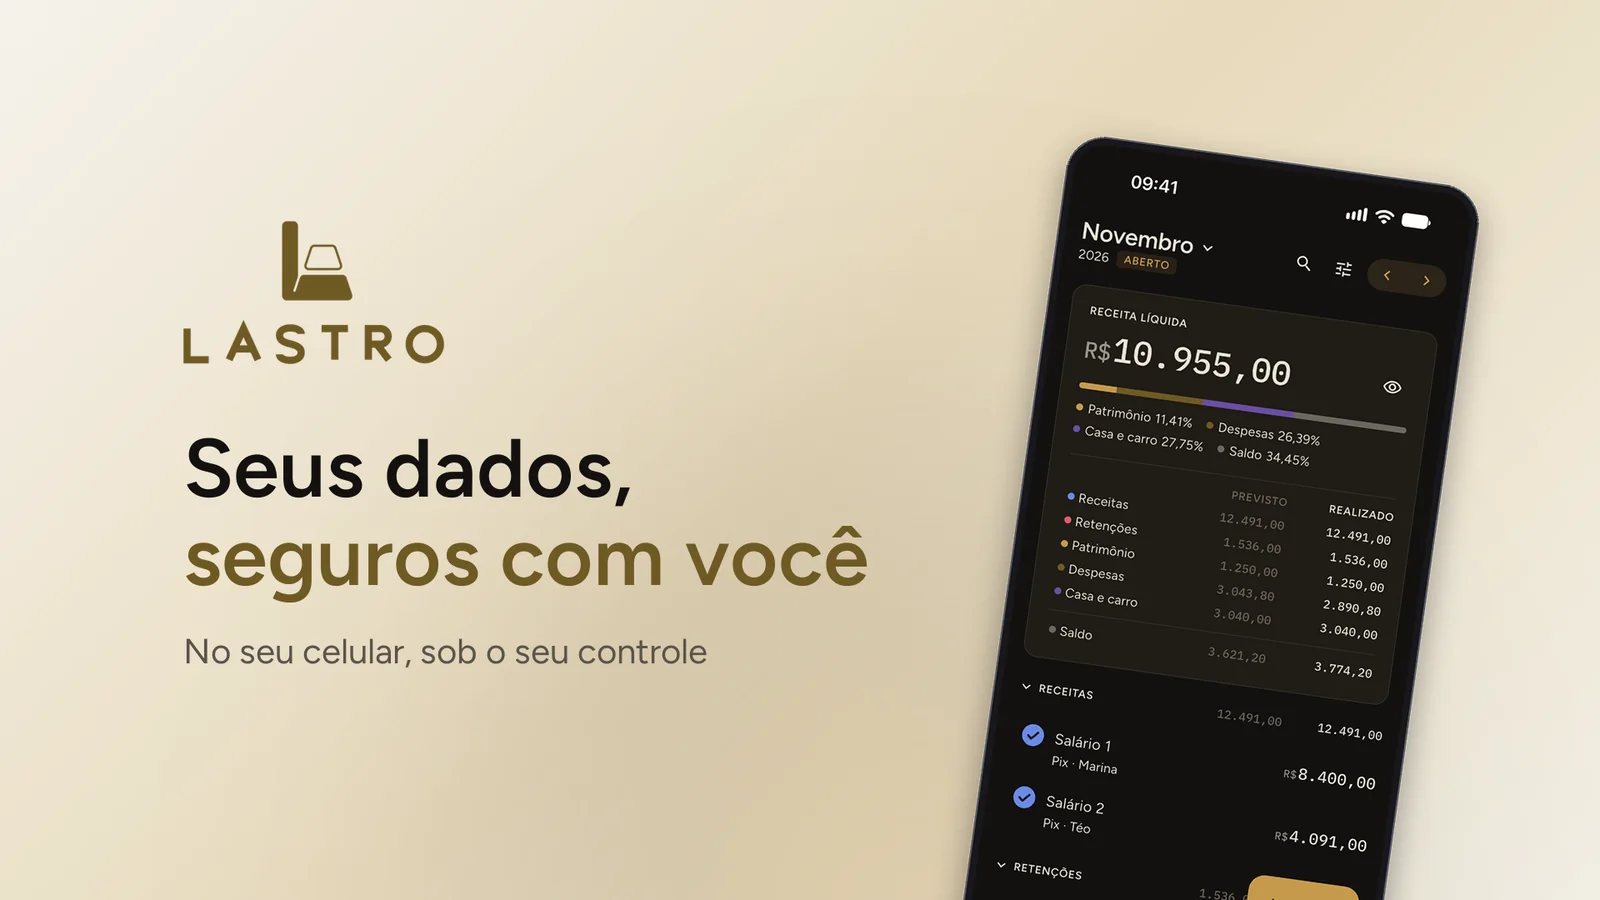 LASTRO
Seus dados,
seguros com você
No seu celular, sob o seu controle
09:41
Novembro
2026 ABERTO
RECEITA LÍQUIDA
R$10.955,00
Patrimônio 11,41% Despesas 26,39%
Casa e carro 27,75% Saldo 34,45%
PREVISTO REALIZADO
Receitas 12.491,00 12.491,00
Retenções 1.536,00 1.536,00
Patrimônio 1.250,00 1.250,00
Despesas 3.043,80 2.890,80
Casa e carro 3.040,00 3.040,00
Saldo 3.621,20 3.774,20
RECEITAS 12.491,00 12.491,00
Salário 1 R$8.400,00
Pix · Marina
Salário 2 R$4.091,00
Pix · Téo
RETENÇÕES 1.536